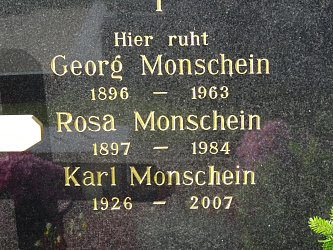 Hier ruht
Georg Monschein
1896 – 1963
Rosa Monschein
1897 – 1984
Karl Monschein
1926 – 2007